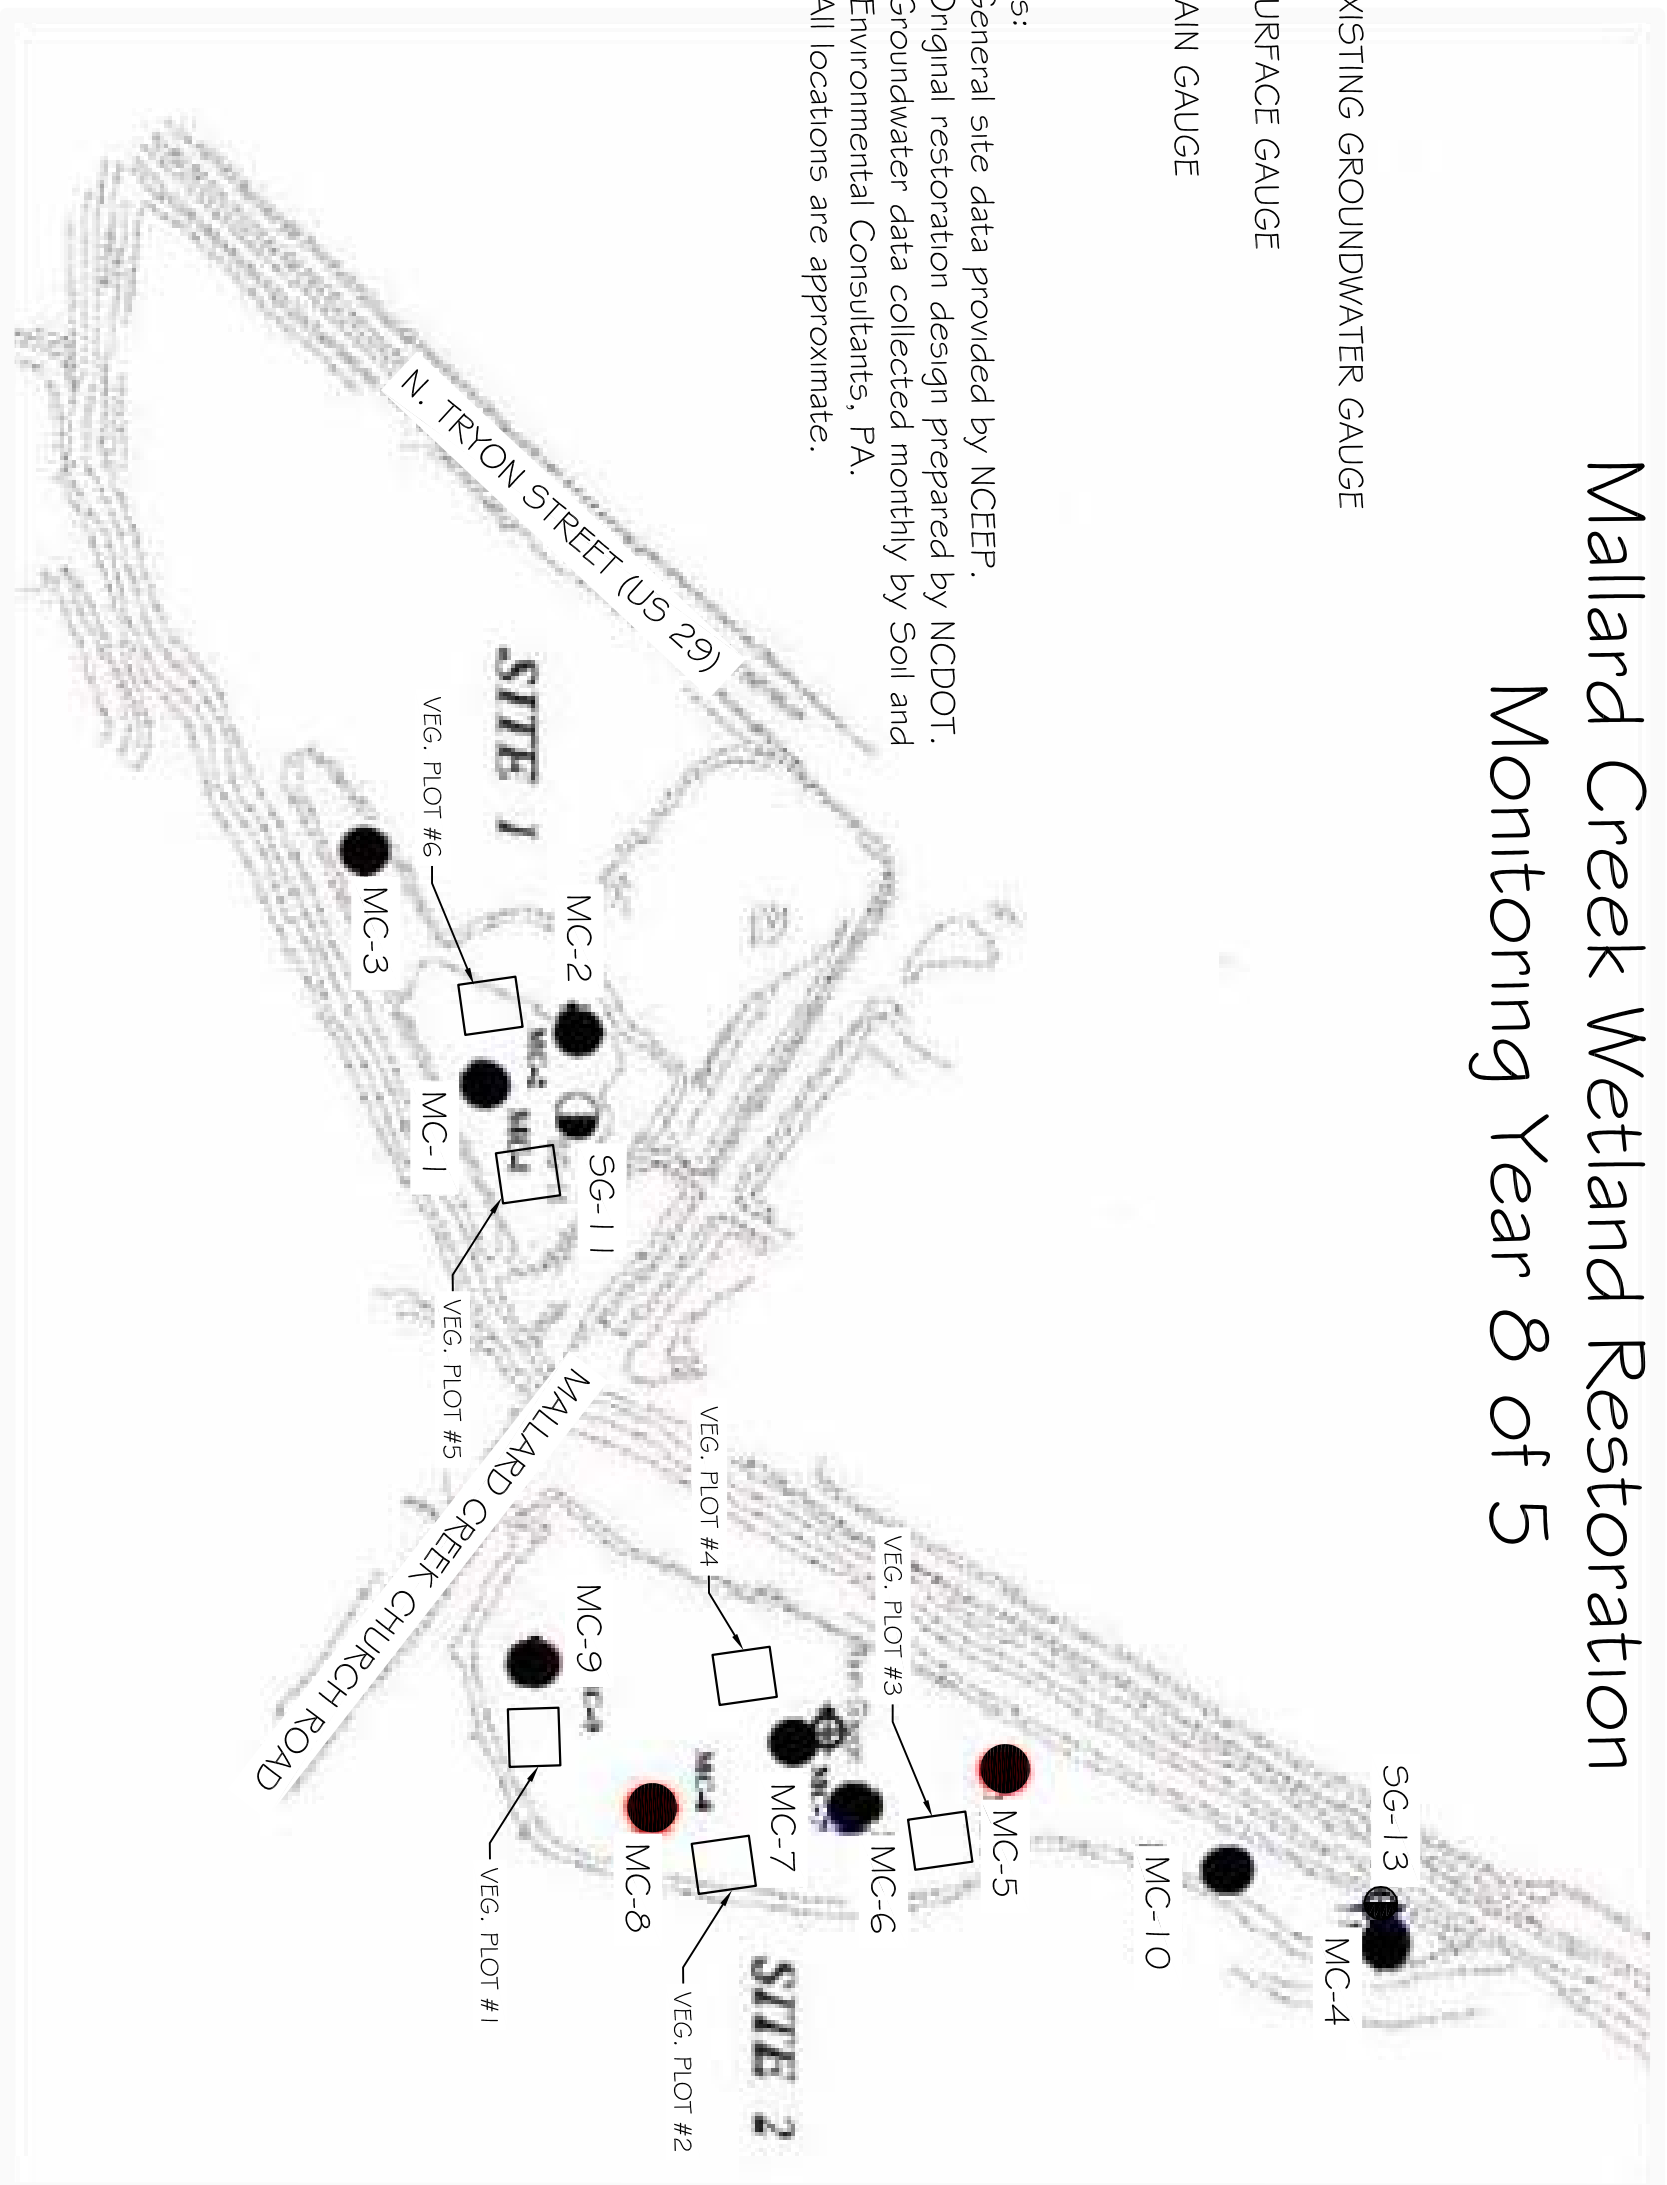 Mallard Creek Wetland Restoration
Monitoring Year 8 of 5
XISTING GROUNDWATER GAUGE
URFACE GAUGE
AIN GAUGE
s:
General site data provided by NCEEP.
Original restoration design prepared by NCDOT.
Groundwater data collected monthly by Soil and
Environmental Consultants, PA.
All locations are approximate.
N. TRYON STREET (US 29)
SITE 1
VEG. PLOT #6
MC-3
MC-2
MC-1
SG-11
VEG. PLOT #5
MALLARD CREEK CHURCH ROAD
VEG. PLOT #4
VEG. PLOT #3
MC-9
MC-7
MC-6
MC-5
MC-8
MC-10
SG-13
MC-4
VEG. PLOT #1
VEG. PLOT #2
SITE 2